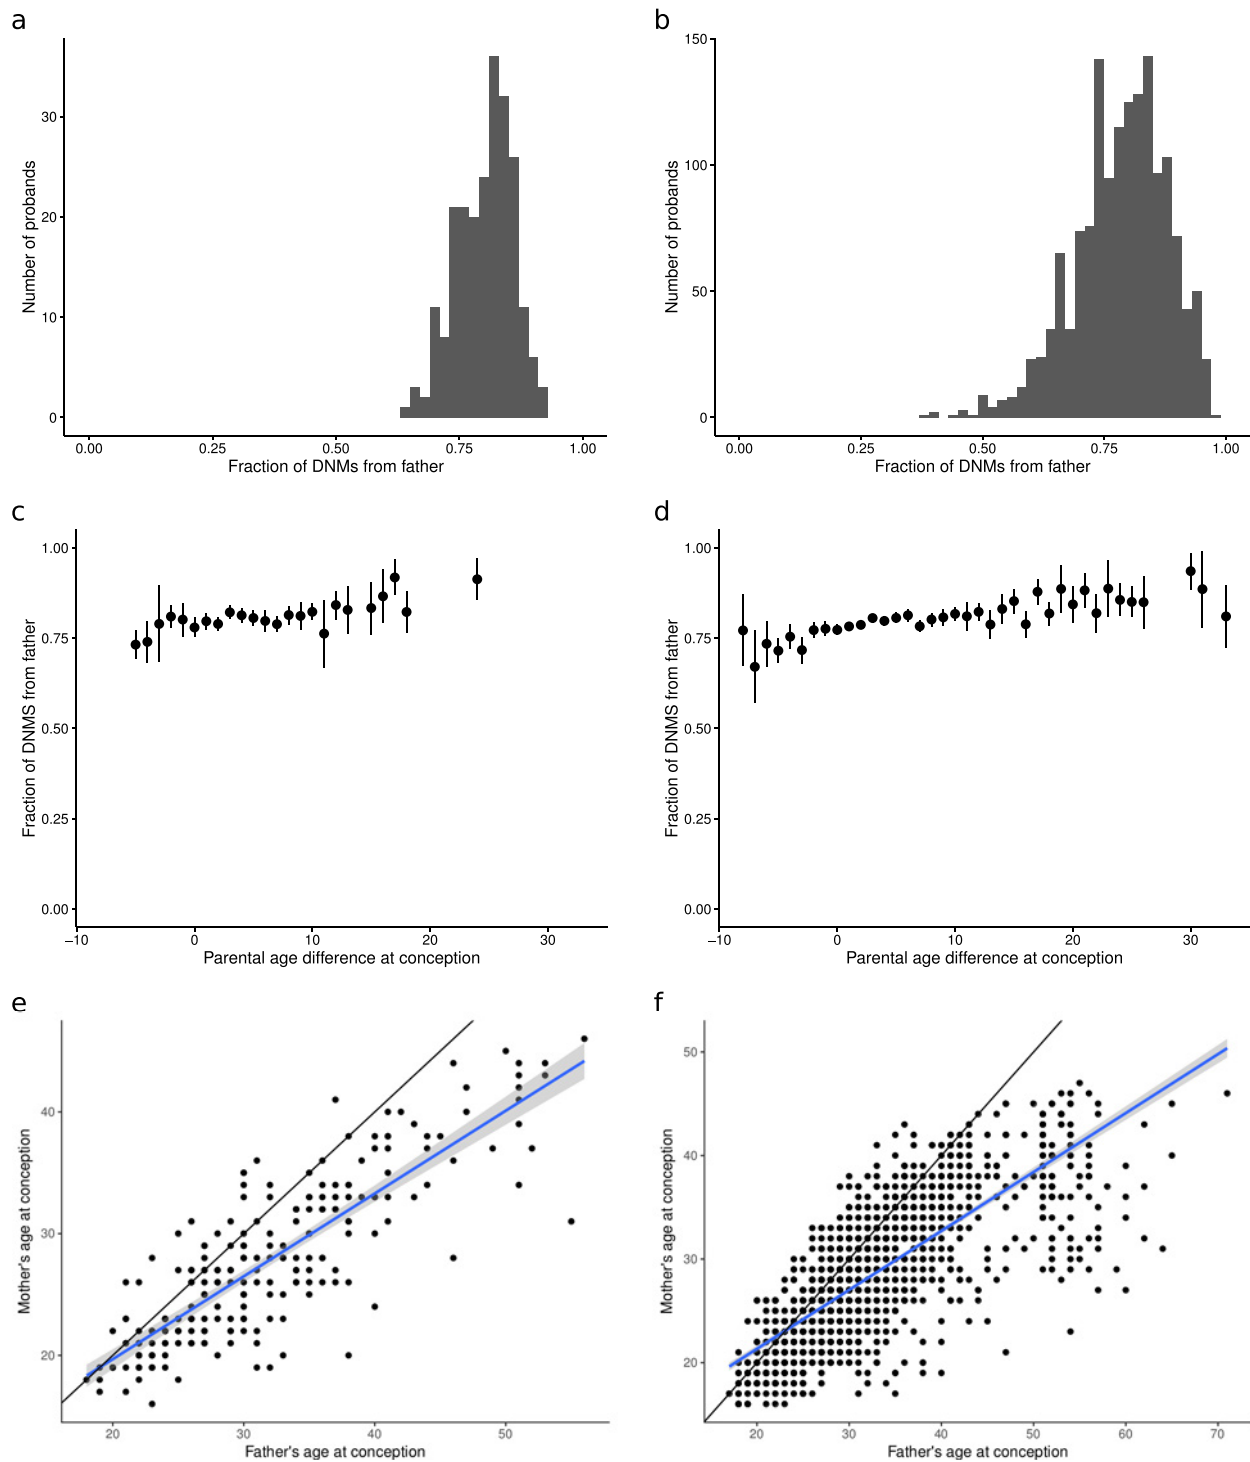 a
b
Number of probands
30
20
10
0
0.00 0.25 0.50 0.75 1.00
Fraction of DNMs from father
Number of probands
150
100
50
0
0.00 0.25 0.50 0.75 1.00
Fraction of DNMs from father
c
d
Fraction of DNMS from father
1.00
0.75
0.50
0.25
0.00
−10 0 10 20 30
Parental age difference at conception
Fraction of DNMS from father
1.00
0.75
0.50
0.25
0.00
−10 0 10 20 30
Parental age difference at conception
e
f
Mother's age at conception
40
30
20
20 30 40 50
Father's age at conception
Mother's age at conception
50
40
30
20
20 30 40 50 60 70
Father's age at conception